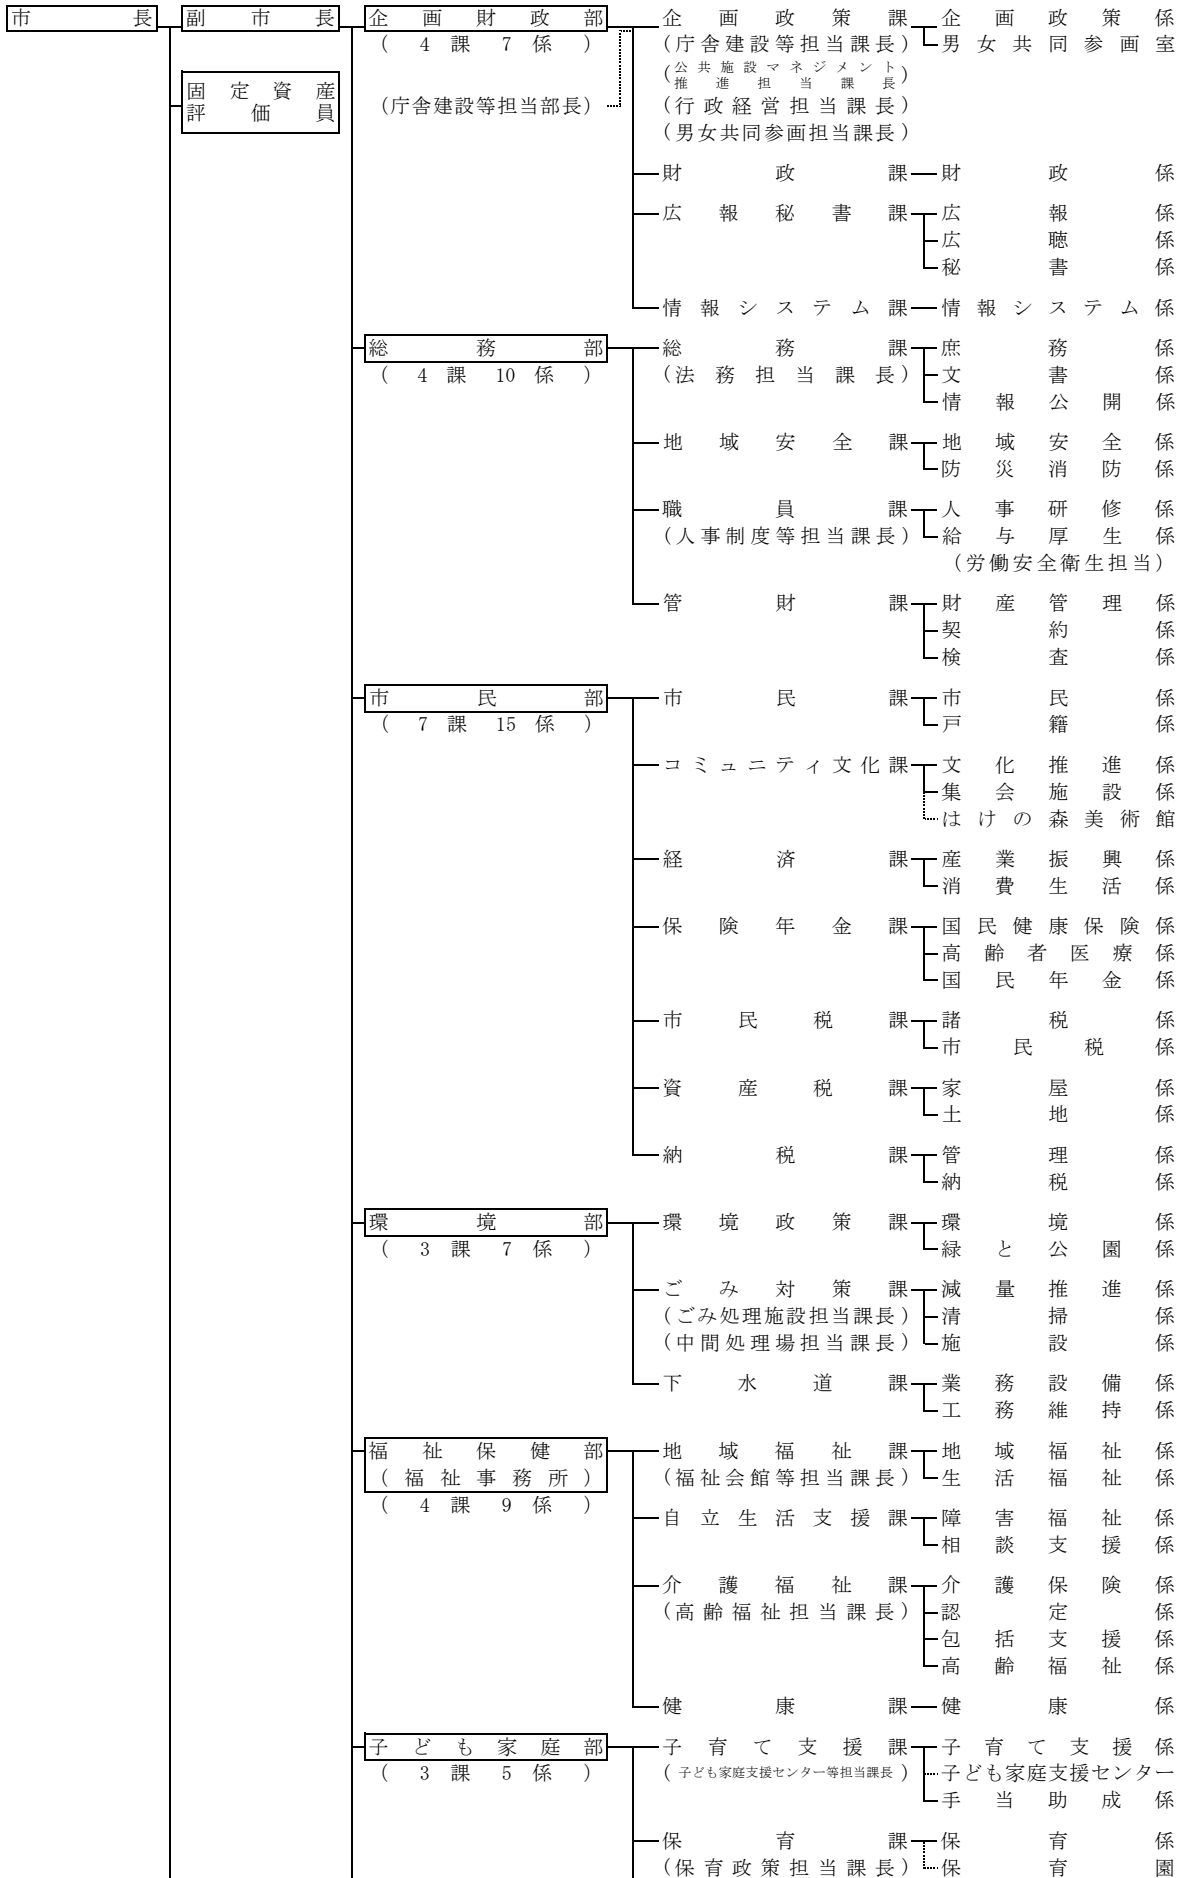 市長 副市長 企画財政部 企画政策課 企画政策係
(4課7係) (庁舎建設等担当課長) 男女共同参画室
(公共施設マネジメント推進担当課長)
固定資産評価員 (庁舎建設等担当部長) (行政経営担当課長)
(男女共同参画担当課長)
財政課 財政係
広報秘書課 広報係
広聴係
秘書係
情報システム課 情報システム係
総務部 総務課 庶務係
(4課10係) (法務担当課長) 文書係
情報公開係
地域安全課 地域安全係
防災消防係
職員課 人事研修係
(人事制度等担当課長) 給与厚生係
(労働安全衛生担当)
管財課 財産管理係
契約係
検査係
市民部 市民課 市民係
(7課15係) 戸籍係
コミュニティ文化課 文化推進係
集会施設係
はけの森美術館
経済課 産業振興係
消費生活係
保険年金課 国民健康保険係
高齢者医療係
国民年金係
市民税課 諸税係
市民税係
資産税課 家屋係
土地係
納税課 管理係
納税係
環境部 環境政策課 環境係
(3課7係) 緑と公園係
ごみ対策課 減量推進係
(ごみ処理施設担当課長) 清掃係
(中間処理場担当課長) 施設係
下水道課 業務設備係
工務維持係
福祉保健部 地域福祉課 地域福祉係
(福祉事務所) (福祉会館等担当課長) 生活福祉係
(4課9係) 自立生活支援課 障害福祉係
相談支援係
介護福祉課 介護保険係
(高齢福祉担当課長) 認定係
包括支援係
高齢福祉係
健康課 健康係
子ども家庭部 子育て支援課 子育て支援係
(3課5係) (子ども家庭支援センター等担当課長) 子ども家庭支援センター
手当助成係
保育課 保育係
(保育政策担当課長) 保育園